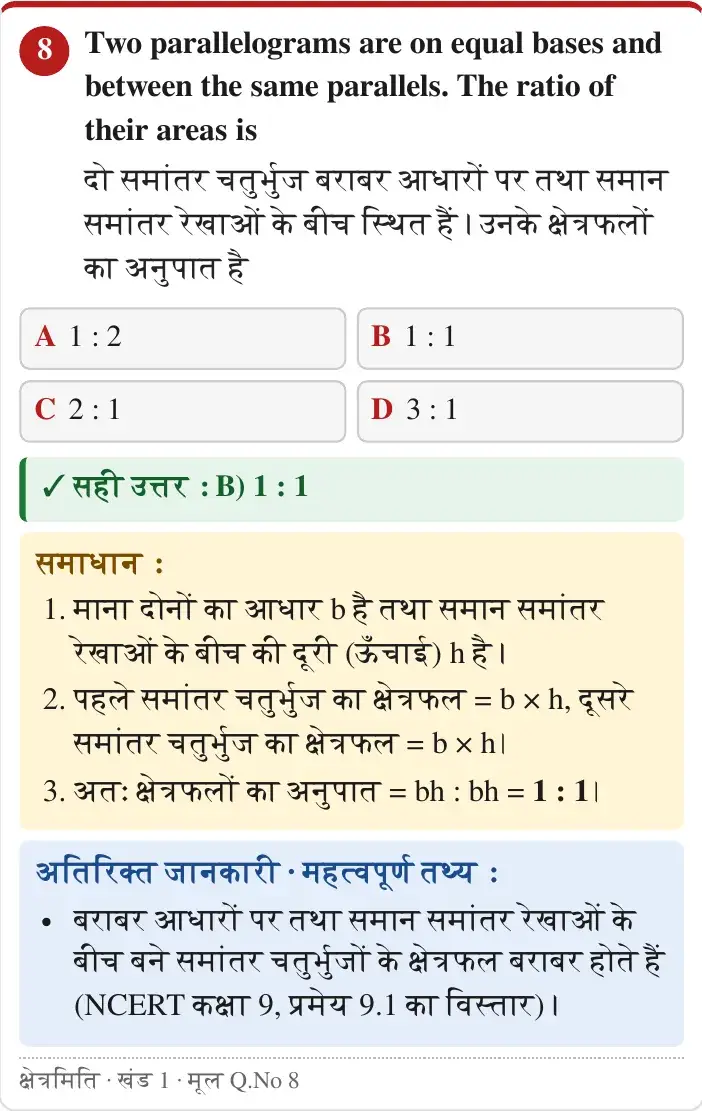 8 Two parallelograms are on equal bases and
between the same parallels. The ratio of
their areas is
दो समांतर चतुर्भुज बराबर आधारों पर तथा समान
समांतर रेखाओं के बीच स्थित हैं। उनके क्षेत्रफलों
का अनुपात है
A 1 : 2
B 1 : 1
C 2 : 1
D 3 : 1
✓ सही उत्तर : B) 1 : 1
समाधान :
1. माना दोनों का आधार b है तथा समान समांतर
रेखाओं के बीच की दूरी (ऊँचाई) h है।
2. पहले समांतर चतुर्भुज का क्षेत्रफल = b × h, दूसरे
समांतर चतुर्भुज का क्षेत्रफल = b × h।
3. अतः क्षेत्रफलों का अनुपात = bh : bh = 1 : 1।
अतिरिक्त जानकारी · महत्वपूर्ण तथ्य :
• बराबर आधारों पर तथा समान समांतर रेखाओं के
बीच बने समांतर चतुर्भुजों के क्षेत्रफल बराबर होते हैं
(NCERT कक्षा 9, प्रमेय 9.1 का विस्तार)।
क्षेत्रमिति · खंड 1 · मूल Q.No 8